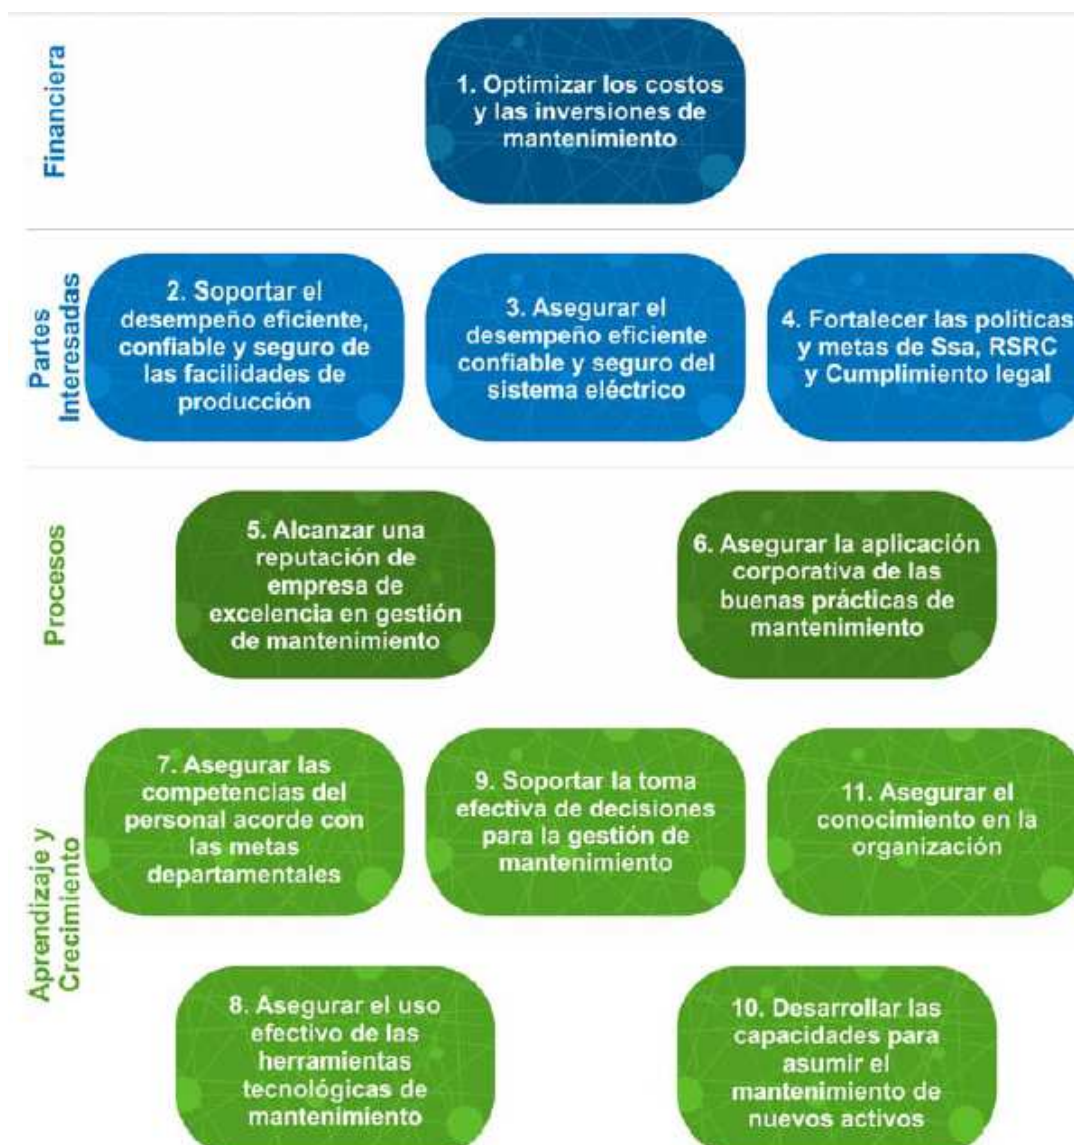 Financiera
1. Optimizar los costos
y las inversiones de
mantenimiento
Partes
Interesadas
2. Soportar el
desempeño eficiente,
confiable y seguro de
las facilidades de
producción
3. Asegurar el
desempeño eficiente
confiable y seguro del
sistema eléctrico
4. Fortalecer las políticas
y metas de Ssa, RSRC
y Cumplimiento legal
Procesos
5. Alcanzar una
reputación de
empresa de
excelencia en gestión
de mantenimiento
6. Asegurar la aplicación
corporativa de las
buenas prácticas de
mantenimiento
Aprendizaje y
Crecimiento
7. Asegurar las
competencias del
personal acorde con
las metas
departamentales
9. Soportar la toma
efectiva de decisiones
para la gestión de
mantenimiento
11. Asegurar el
conocimiento en la
organización
8. Asegurar el uso
efectivo de las
herramientas
tecnológicas de
mantenimiento
10. Desarrollar las
capacidades para
asumir el
mantenimiento de
nuevos activos